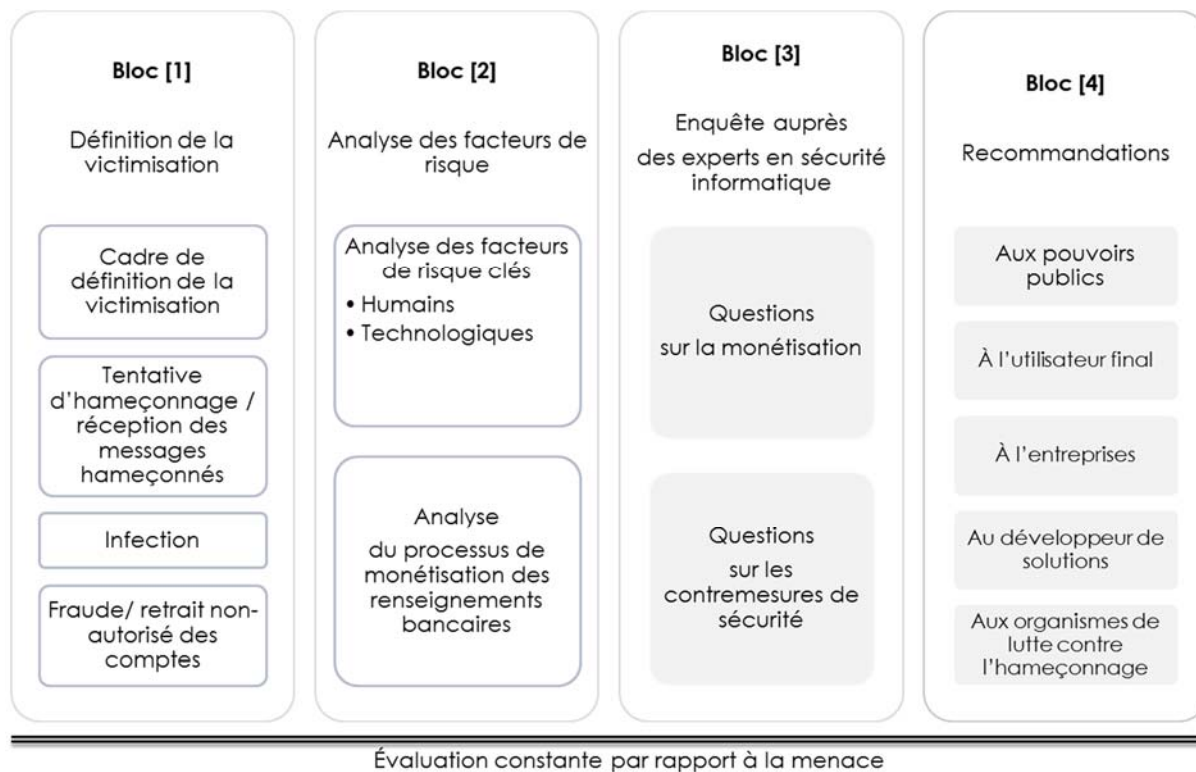 Bloc [1]
Définition de la
victimisation
Cadre de
définition de la
victimisation
Tentative
d'hameçonnage /
réception des
messages
hameçonnés
Infection
Fraude/ retrait non-
autorisé des
comptes
Bloc [2]
Analyse des facteurs de
risque
Analyse des facteurs
de risque clés
• Humains
• Technologiques
Analyse
du processus de
monétisation des
renseignements
bancaires
Bloc [3]
Enquête auprès
des experts en sécurité
informatique
Questions
sur la monétisation
Questions
sur les
contremesures de
sécurité
Bloc [4]
Recommandations
Aux pouvoirs
publics
À l'utilisateur final
À l'entreprises
Au développeur de
solutions
Aux organismes de
lutte contre
l'hameçonnage
Évaluation constante par rapport à la menace